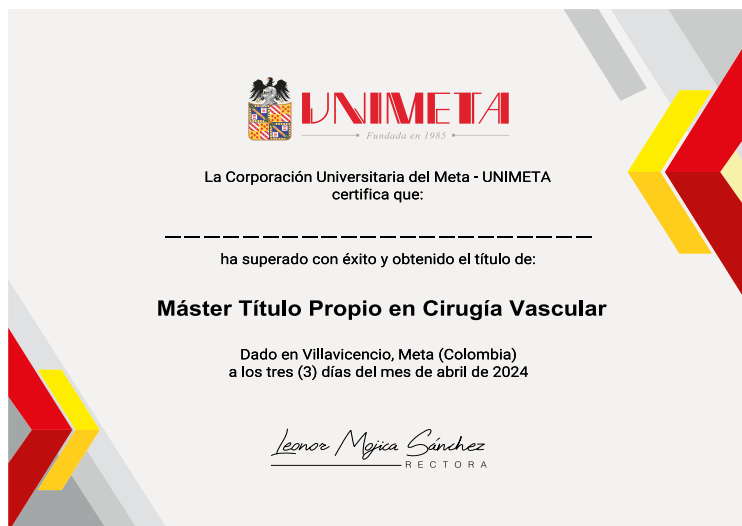 UNIMETA
Fundada en 1985
La Corporación Universitaria del Meta - UNIMETA
certifica que:
ha superado con éxito y obtenido el título de:
Máster Título Propio en Cirugía Vascular
Dado en Villavicencio, Meta (Colombia)
a los tres (3) días del mes de abril de 2024
Leonor Mojica Sánchez
RECTORA